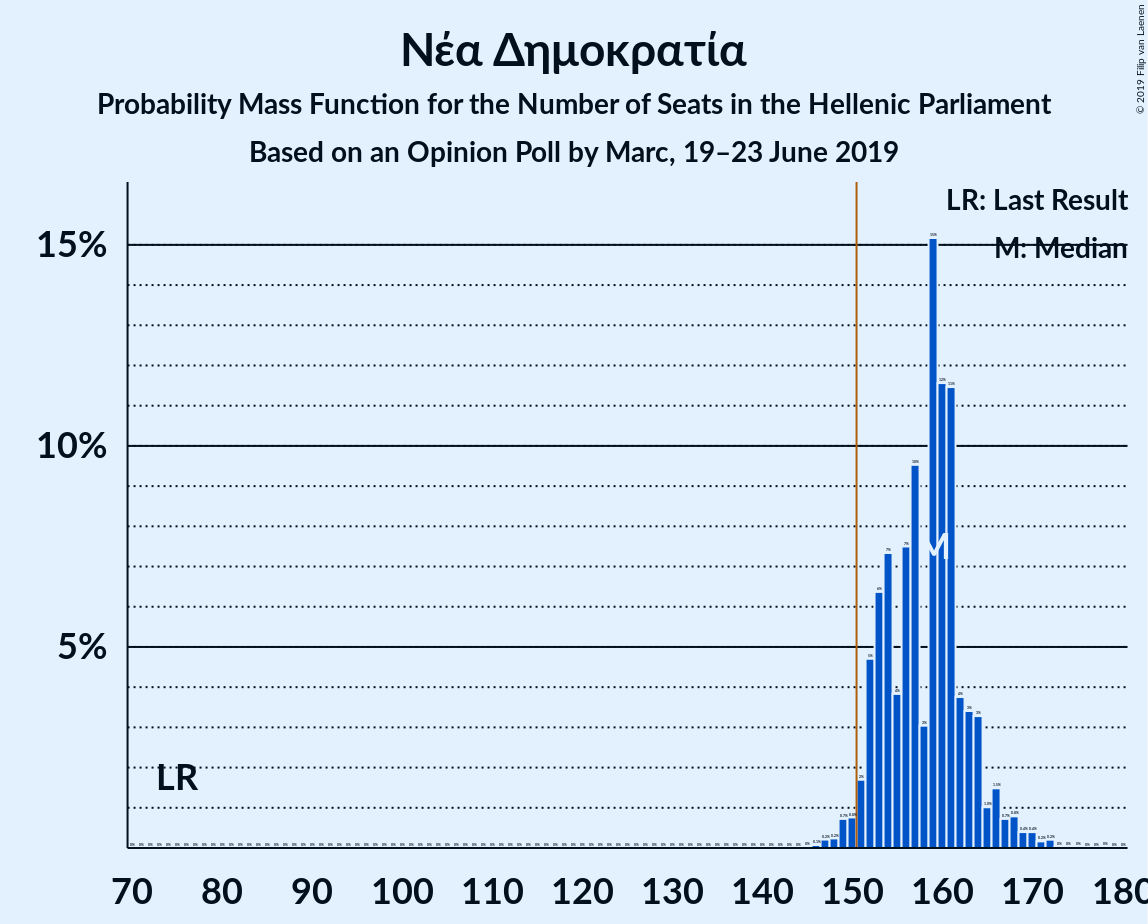 Νέα Δημοκρατία
Probability Mass Function for the Number of Seats in the Hellenic Parliament
Based on an Opinion Poll by Marc, 19–23 June 2019
© 2019 Filip van Laenen
LR: Last Result
M: Median
15%
10%
5%
LR
M
70 80 90 100 110 120 130 140 150 160 170 180